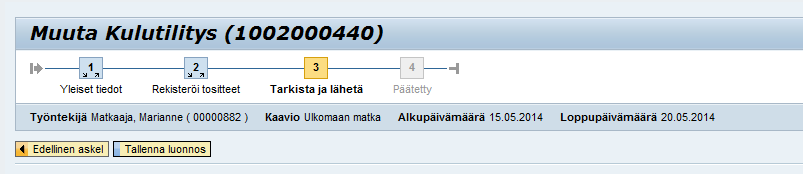 Muuta Kulutilitys (1002000440)
1 2 3 4
Yleiset tiedot Rekisteröi tositteet Tarkista ja lähetä Päätetty
Työntekijä Matkaaja, Marianne ( 00000882 ) Kaavio Ulkomaan matka Alkupäivämäärä 15.05.2014 Loppupäivämäärä 20.05.2014
Edellinen askel Tallenna luonnos